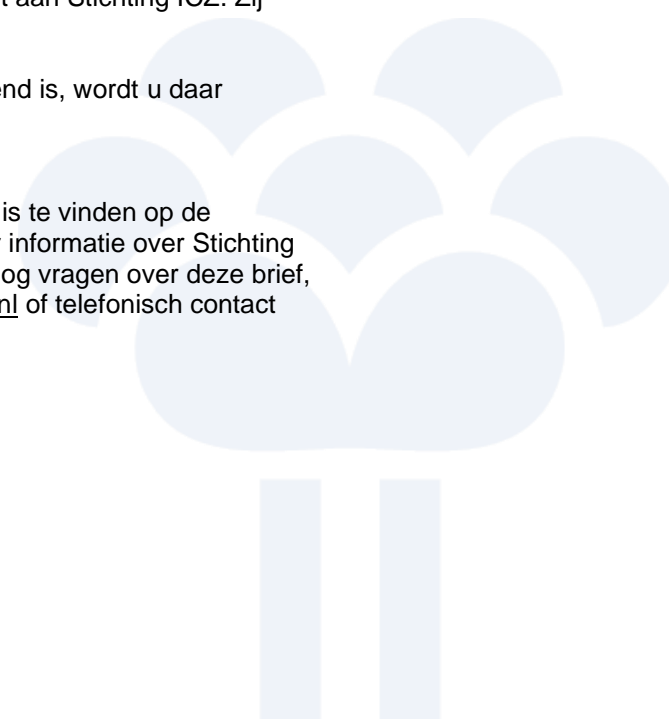 aan Stichting ICZ. Zij
end is, wordt u daar
is te vinden op de
informatie over Stichting
og vragen over deze brief,
nl of telefonisch contact